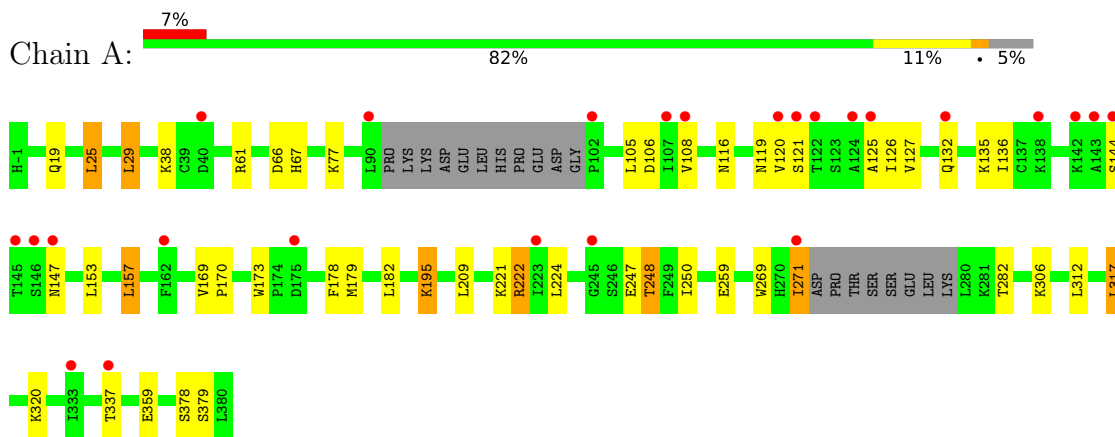 7%
Chain A:
82% 11% • 5%
H-1 Q19 L25 L29 K38 C39 D40 R61 D66 H67 K77 L90 PRO LYS LYS ASP GLU LEU HIS PRO GLU ASP GLY P102 L105 D106 I107 V108 N116 N119 V120 S121 T122 S123 A124 A125 I126 V127 Q132 K135 I136 C137 K138 K142 A143 S144
T145 S146 N147 L153 L157 F162 V169 P170 W173 P174 D175 F178 M179 L182 K195 L209 K221 R222 I223 L224 G245 S246 E247 T248 F249 I250 E259 W269 H270 I271 ASP PRO THR SER SER GLU LEU LYS L280 K281 T282 K306 L312 L317
K320 I333 T337 E359 S378 S379 L380